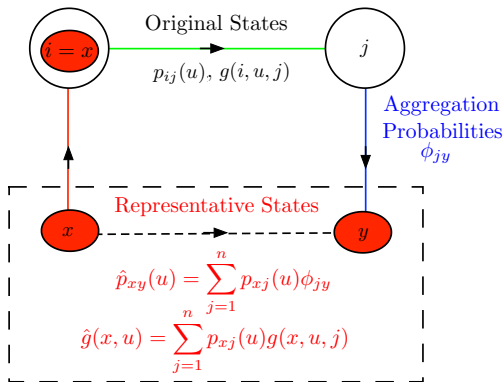 Original States
i = x
j
p_{ij}(u), g(i, u, j)
Aggregation
Probabilities
ϕ_{jy}
Representative States
x
y
\hat{p}_{xy}(u) = \sum_{j=1}^{n} p_{xj}(u)ϕ_{jy}
\hat{g}(x, u) = \sum_{j=1}^{n} p_{xj}(u)g(x, u, j)